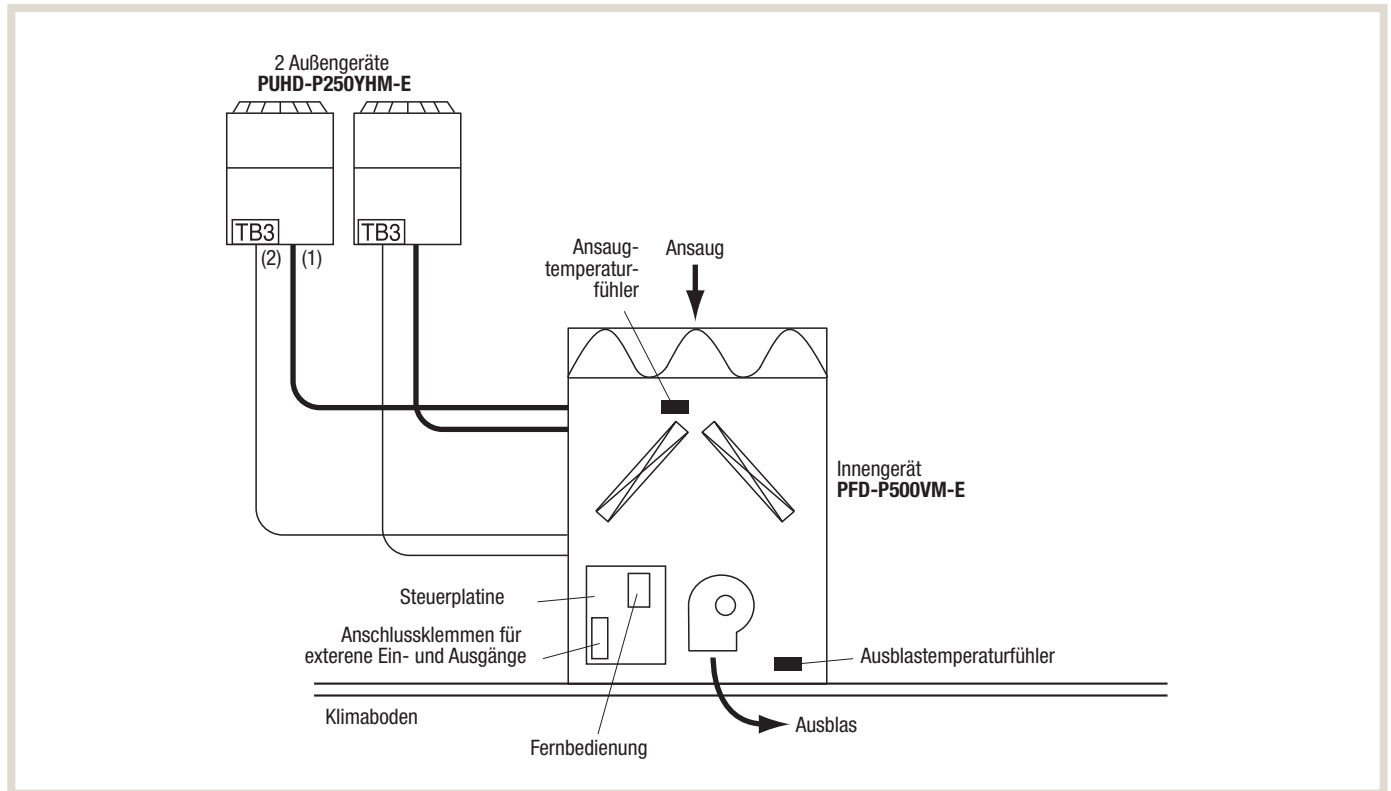 2 Außengeräte
PUHD-P250YHM-E
TB3
TB3
(2)
(1)
Ansaug-
temperatur-
fühler
Ansaug
Innengerät
PFD-P500VM-E
Steuerplatine
Anschlussklemmen für
exterene Ein- und Ausgänge
Ausblastemperaturfühler
Klimaboden
Ausblas
Fernbedienung